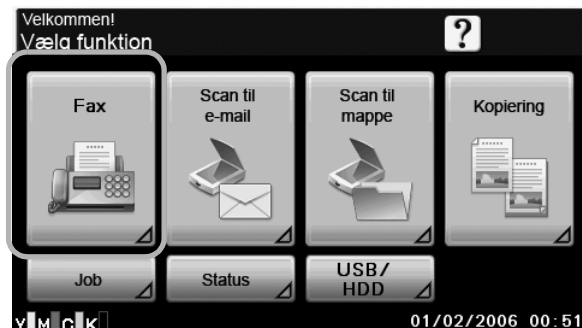 Velkommen!
Vælg funktion
?
Fax
Scan til
e-mail
Scan til
mappe
Kopiering
Job
Status
USB/
HDD
Y M C K
01/02/2006 00:51